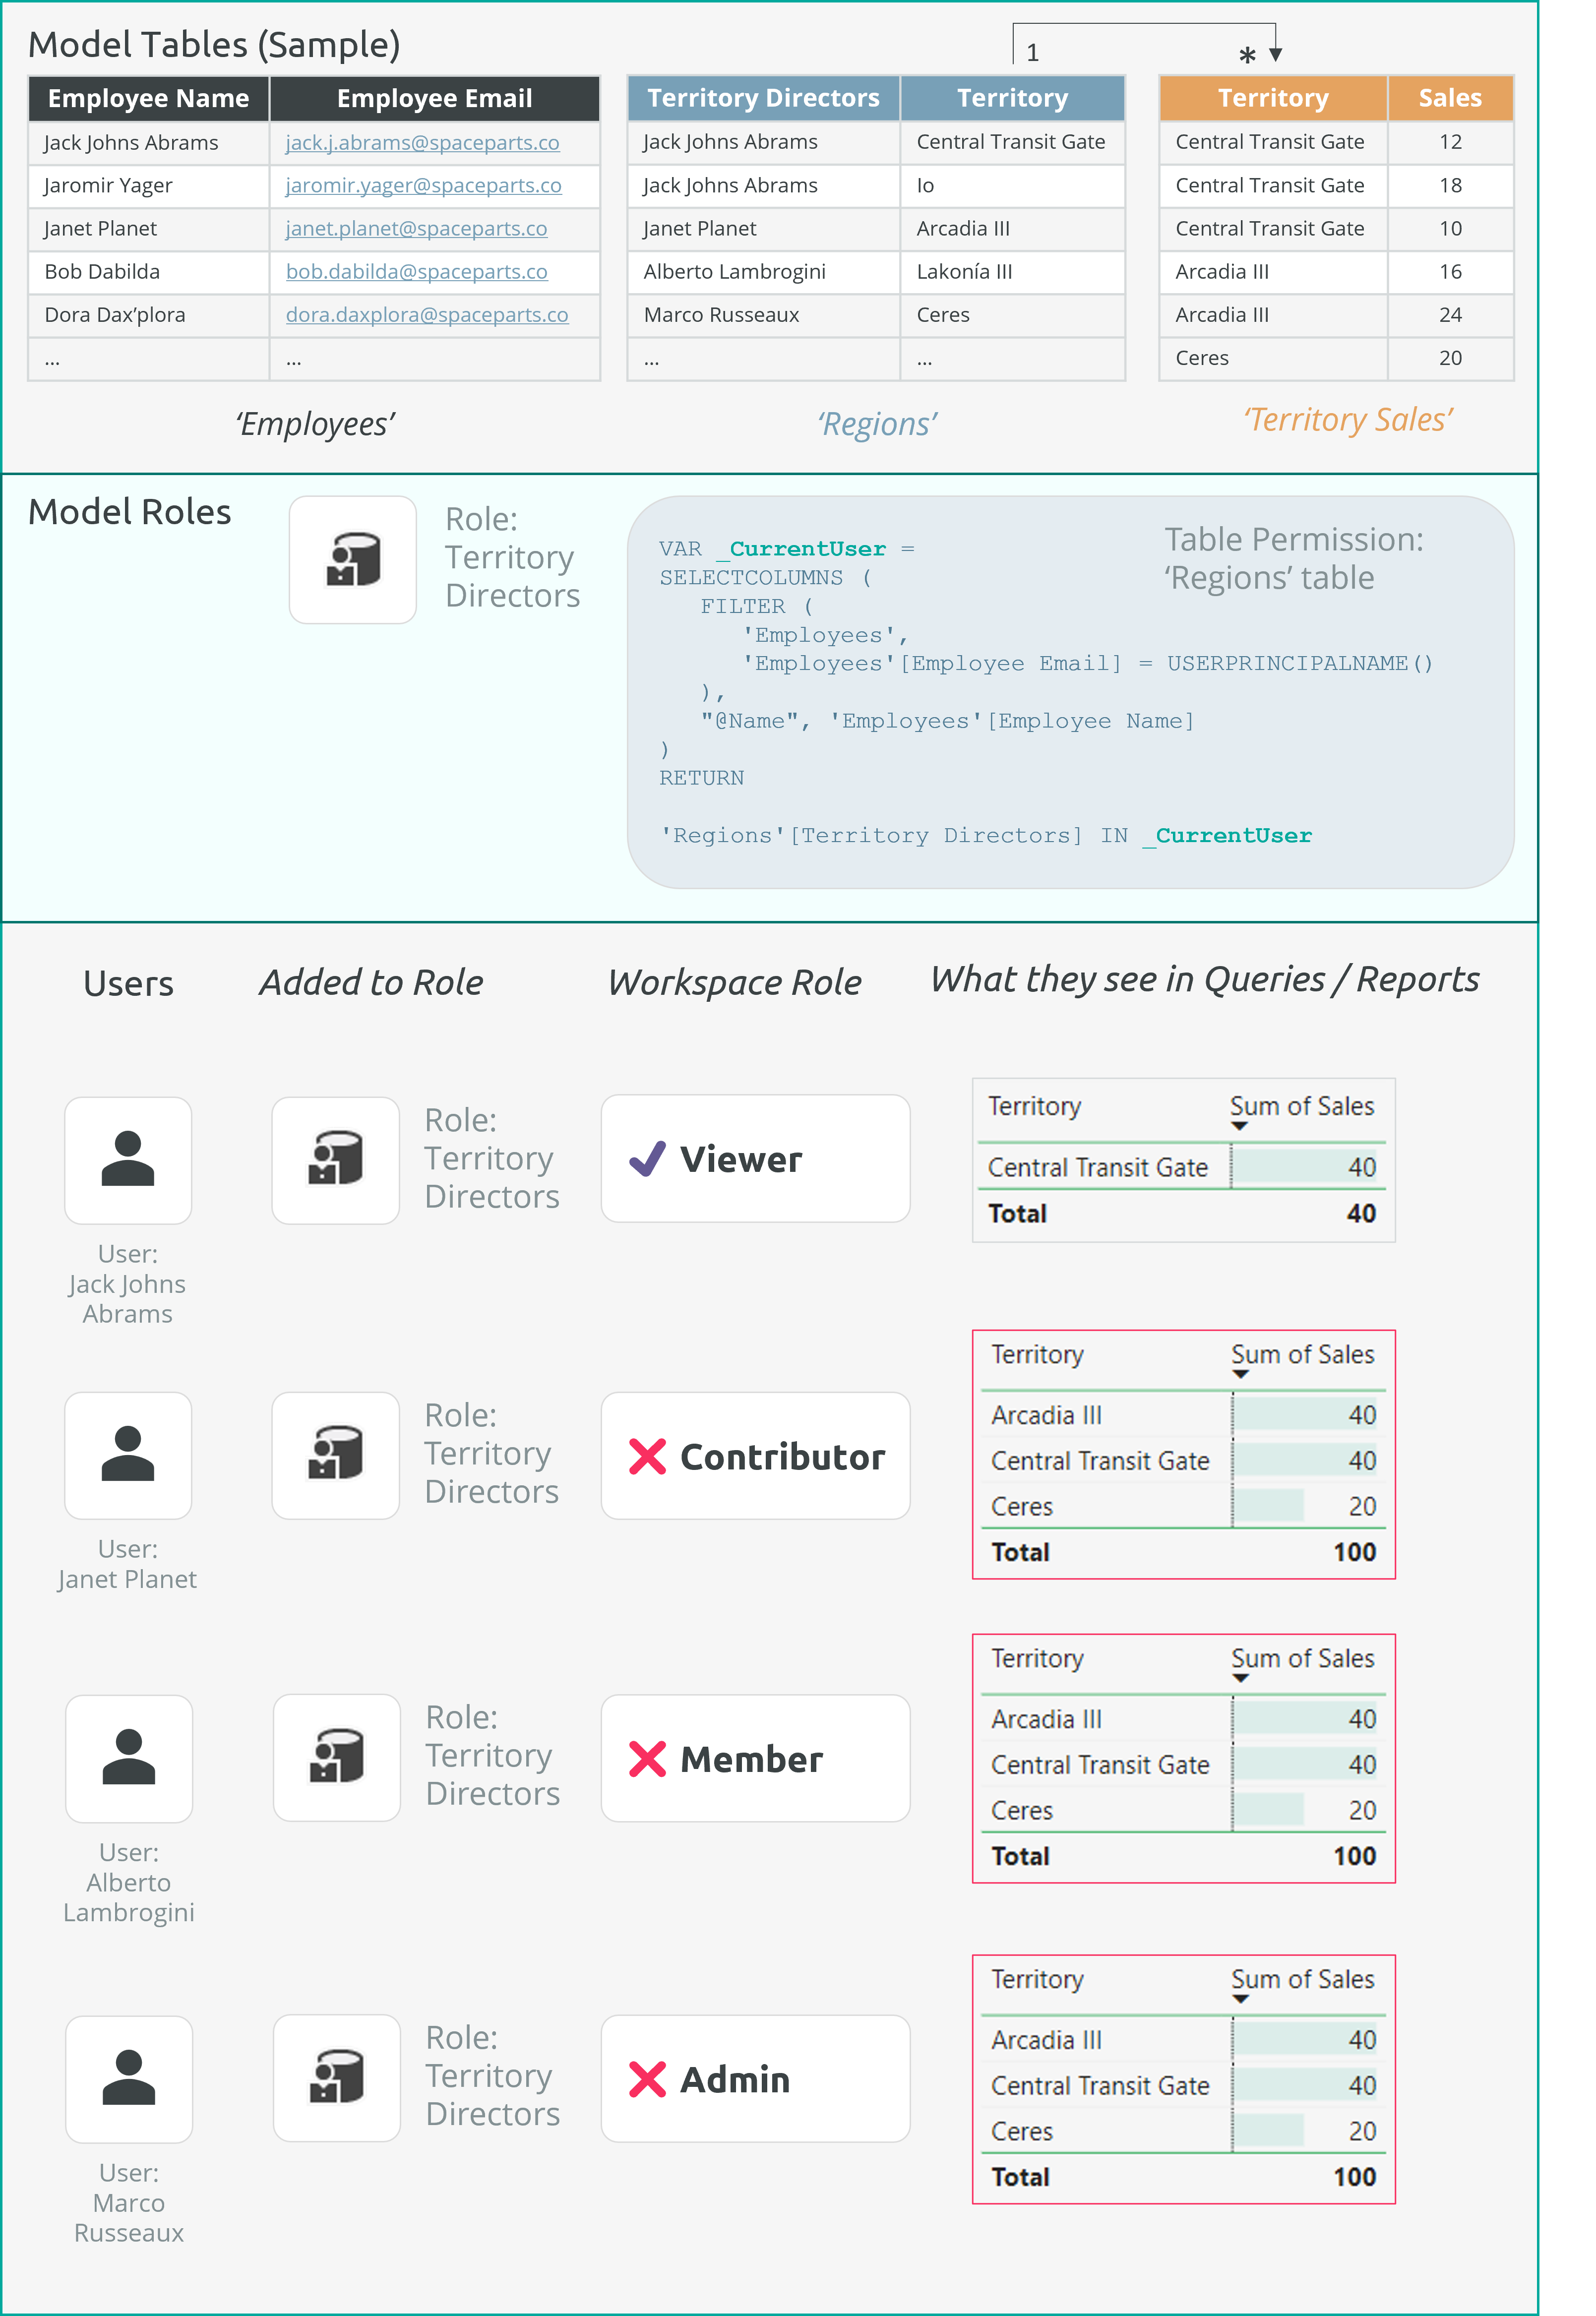 Model Tables (Sample)
1 *
Employee Name Employee Email
Jack Johns Abrams jack.j.abrams@spaceparts.co
Jaromir Yager jaromir.yager@spaceparts.co
Janet Planet janet.planet@spaceparts.co
Bob Dabilda bob.dabilda@spaceparts.co
Dora Dax’plora dora.daxplora@spaceparts.co
... ...
‘Employees’
Territory Directors Territory
Jack Johns Abrams Central Transit Gate
Jack Johns Abrams Io
Janet Planet Arcadia III
Alberto Lambrogini Lakonía III
Marco Russeaux Ceres
... ...
‘Regions’
Territory Sales
Central Transit Gate 12
Central Transit Gate 18
Central Transit Gate 10
Arcadia III 16
Arcadia III 24
Ceres 20
‘Territory Sales’
Model Roles
Role:
Territory
Directors
Table Permission:
‘Regions’ table
VAR _CurrentUser =
SELECTCOLUMNS (
FILTER (
'Employees',
'Employees'[Employee Email] = USERPRINCIPALNAME()
),
"@Name", 'Employees'[Employee Name]
)
RETURN
'Regions'[Territory Directors] IN _CurrentUser
Users Added to Role Workspace Role What they see in Queries / Reports
User:
Jack Johns
Abrams
Role:
Territory
Directors
Viewer
Territory Sum of Sales
Central Transit Gate 40
Total 40
User:
Janet Planet
Role:
Territory
Directors
Contributor
Territory Sum of Sales
Arcadia III 40
Central Transit Gate 40
Ceres 20
Total 100
User:
Alberto
Lambrogini
Role:
Territory
Directors
Member
Territory Sum of Sales
Arcadia III 40
Central Transit Gate 40
Ceres 20
Total 100
User:
Marco
Russeaux
Role:
Territory
Directors
Admin
Territory Sum of Sales
Arcadia III 40
Central Transit Gate 40
Ceres 20
Total 100